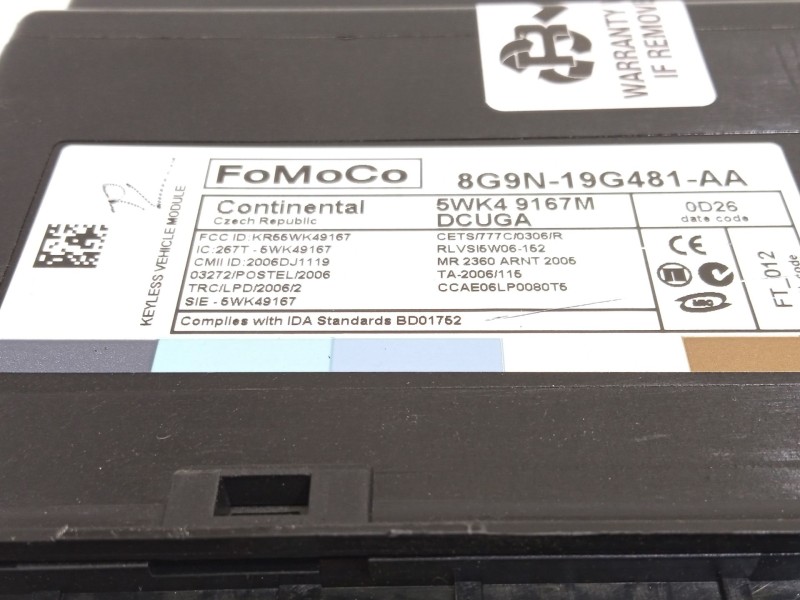 WARRANTY
IF REMOVE
FoMoCo
8G9N-19G481-AA
Continental
Czech Republic
5WK4 9167M
DCUGA
0D26
date code
FCC ID: KR55WK49167
IC:267T - 5WK49167
CMII ID:2006DJ1119
03272/POSTEL/2006
TRC/LPD/2006/2
SIE - 5WK49167
CETS/777C/0306/R
RLVSI5W06-152
MR 2360 ARNT 2005
TA-2006/115
CCAE06LP0080T5
Complies with IDA Standards BD01752
KEYLESS VEHICLE MODULE
CE
FT_012
code